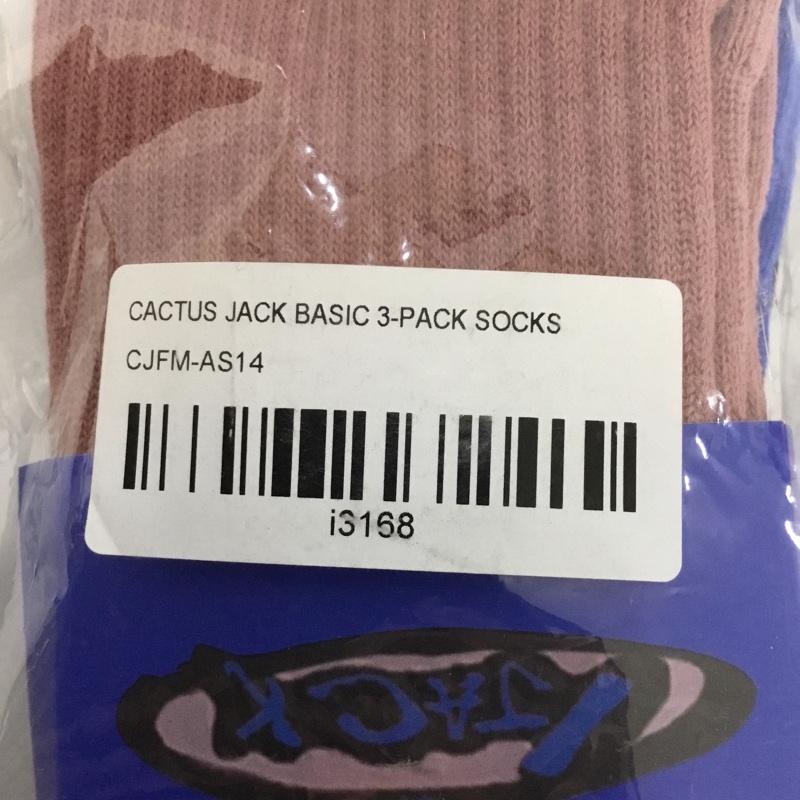 CACTUS JACK BASIC 3-PACK SOCKS
CJFM-AS14
i3168
JACK